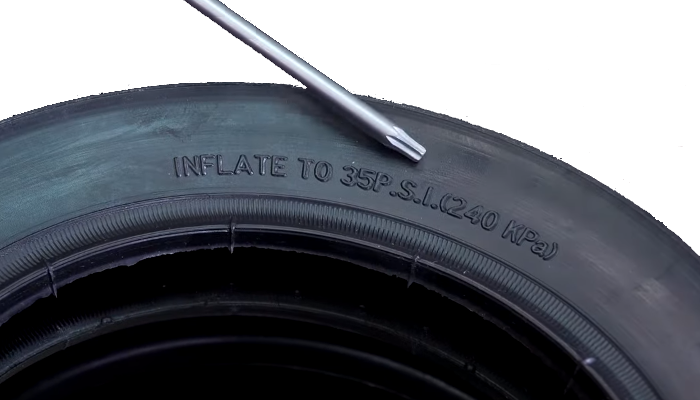 INFLATE TO 35P.S.I.(240 KPa)